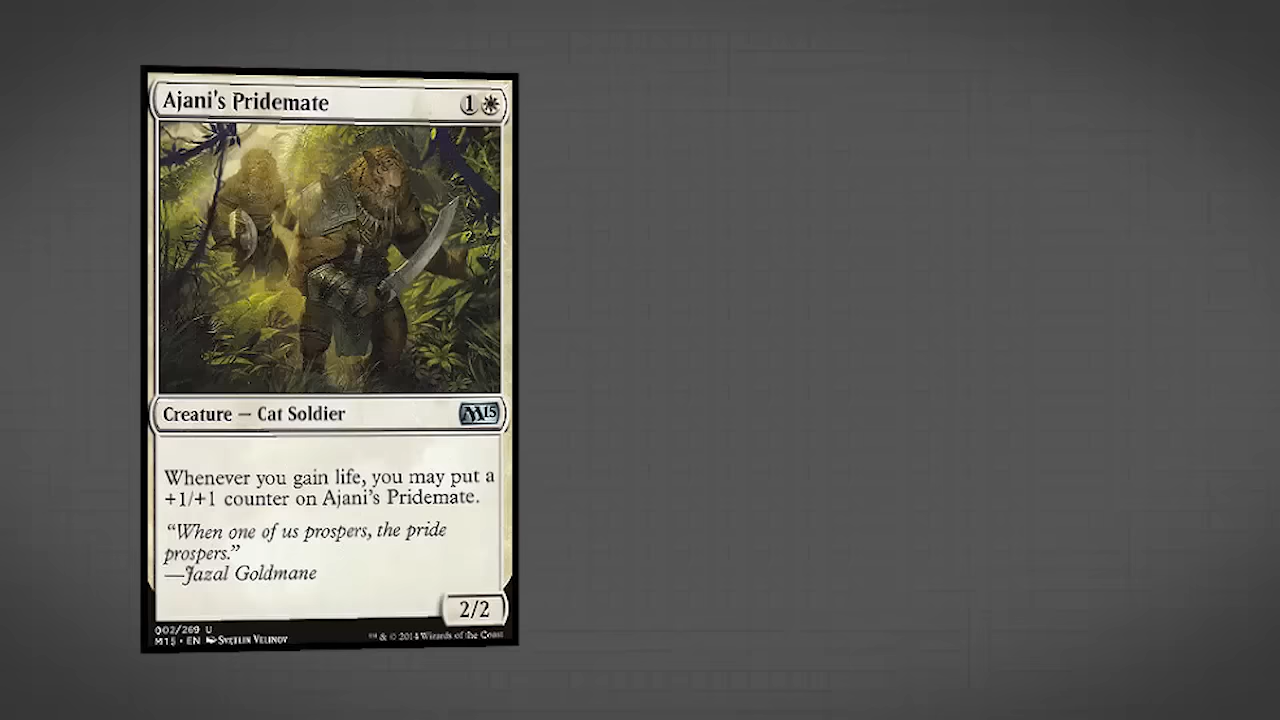 Ajani's Pridemate 1
Creature — Cat Soldier M15
Whenever you gain life, you may put a
+1/+1 counter on Ajani's Pridemate.
“When one of us prospers, the pride
prospers.”
—Jazal Goldmane
2/2
002/269 U
M15 • EN Svetlin Velinov
™ & © 2014 Wizards of the Coast